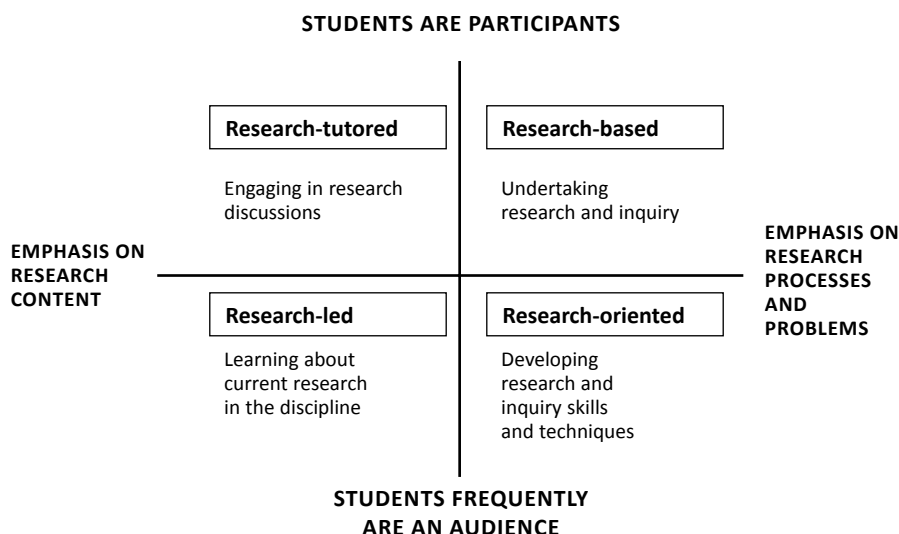 STUDENTS ARE PARTICIPANTS
Research-tutored
Engaging in research
discussions
Research-based
Undertaking
research and inquiry
EMPHASIS ON
RESEARCH
CONTENT
EMPHASIS ON
RESEARCH
PROCESSES
AND
PROBLEMS
Research-led
Learning about
current research
in the discipline
Research-oriented
Developing
research and
inquiry skills
and techniques
STUDENTS FREQUENTLY
ARE AN AUDIENCE